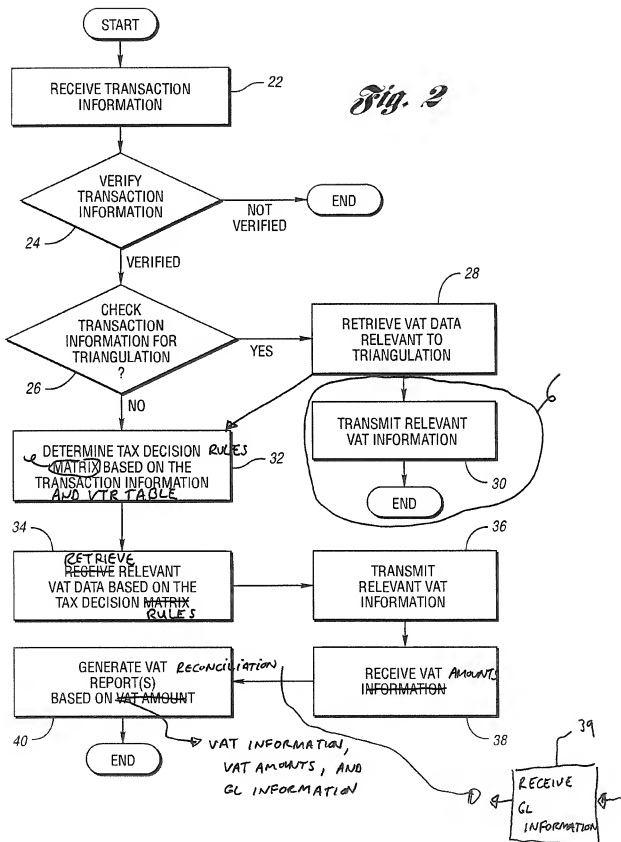 START
RECEIVE TRANSACTION
INFORMATION
22
Fig. 2
VERIFY
TRANSACTION
INFORMATION
24
NOT
VERIFIED
END
VERIFIED
CHECK
TRANSACTION
INFORMATION FOR
TRIANGULATION
?
26
YES
NO
28
RETRIEVE VAT DATA
RELEVANT TO
TRIANGULATION
TRANSMIT RELEVANT
VAT INFORMATION
30
END
DETERMINE TAX DECISION RULES
MATRIX BASED ON THE
TRANSACTION INFORMATION
AND VTR TABLE
32
34
RETRIEVE
RECEIVE RELEVANT
VAT DATA BASED ON THE
TAX DECISION MATRIX
RULES
36
TRANSMIT
RELEVANT VAT
INFORMATION
RECEIVE VAT AMOUNTS
INFORMATION
38
GENERATE VAT RECONCILIATION
REPORT(S)
BASED ON VAT AMOUNT
40
END
VAT INFORMATION,
VAT AMOUNTS, AND
GL INFORMATION
39
RECEIVE
GL
INFORMATION